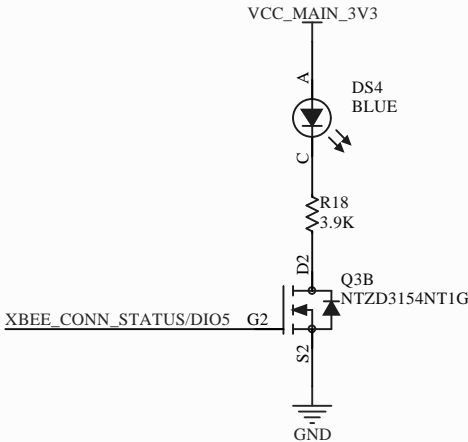 VCC_MAIN_3V3
A
DS4
BLUE
C
R18
3.9K
D2
Q3B
NTZD3154NT1G
XBEE_CONN_STATUS/DIO5 G2
S2
GND